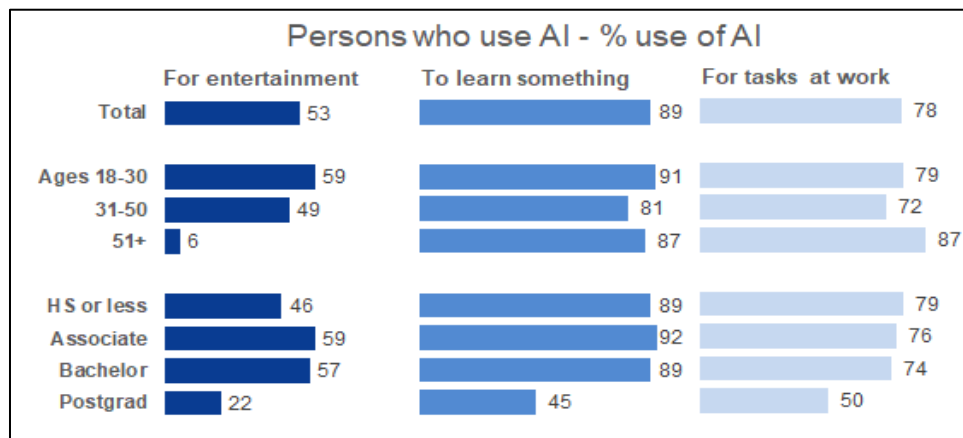 Persons who use AI - % use of AI
For entertainment To learn something For tasks at work
Total 53 89 78
Ages 18-30 59 91 79
31-50 49 81 72
51+ 6 87 87
HS or less 46 89 79
Associate 59 92 76
Bachelor 57 89 74
Postgrad 22 45 50